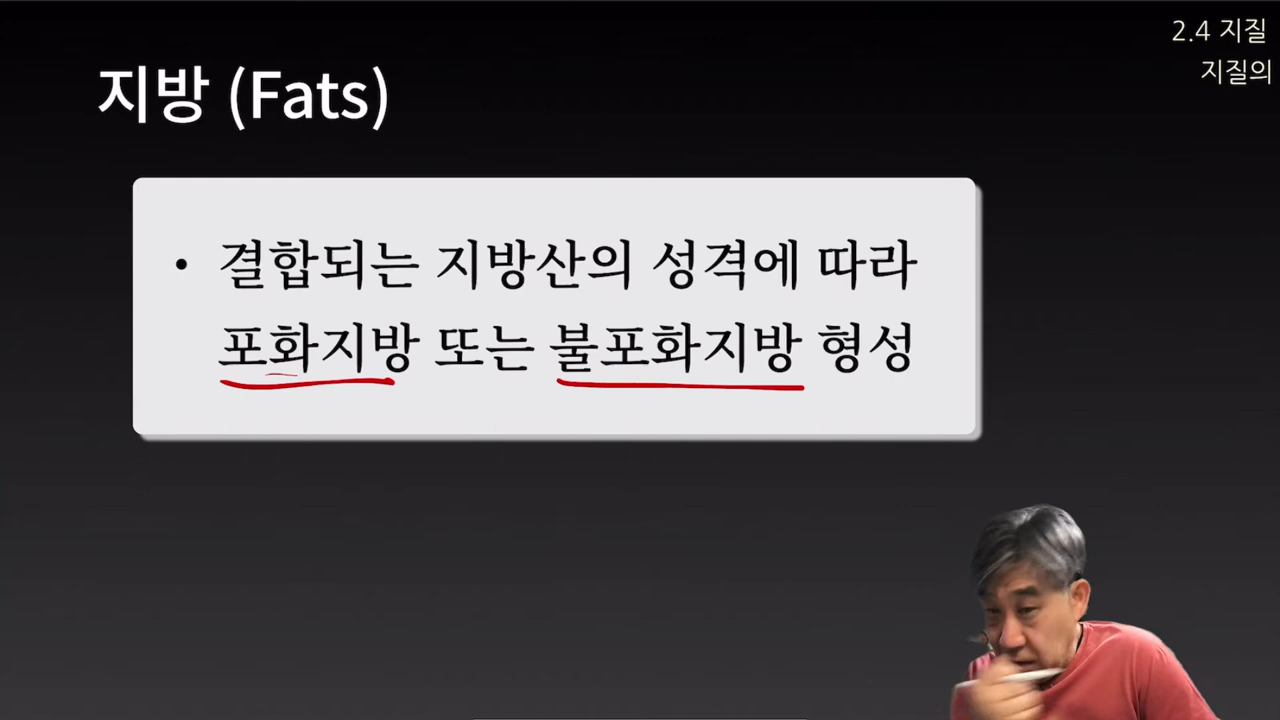 2.4 지질
지질의
지방 (Fats)
• 결합되는 지방산의 성격에 따라
포화지방 또는 불포화지방 형성